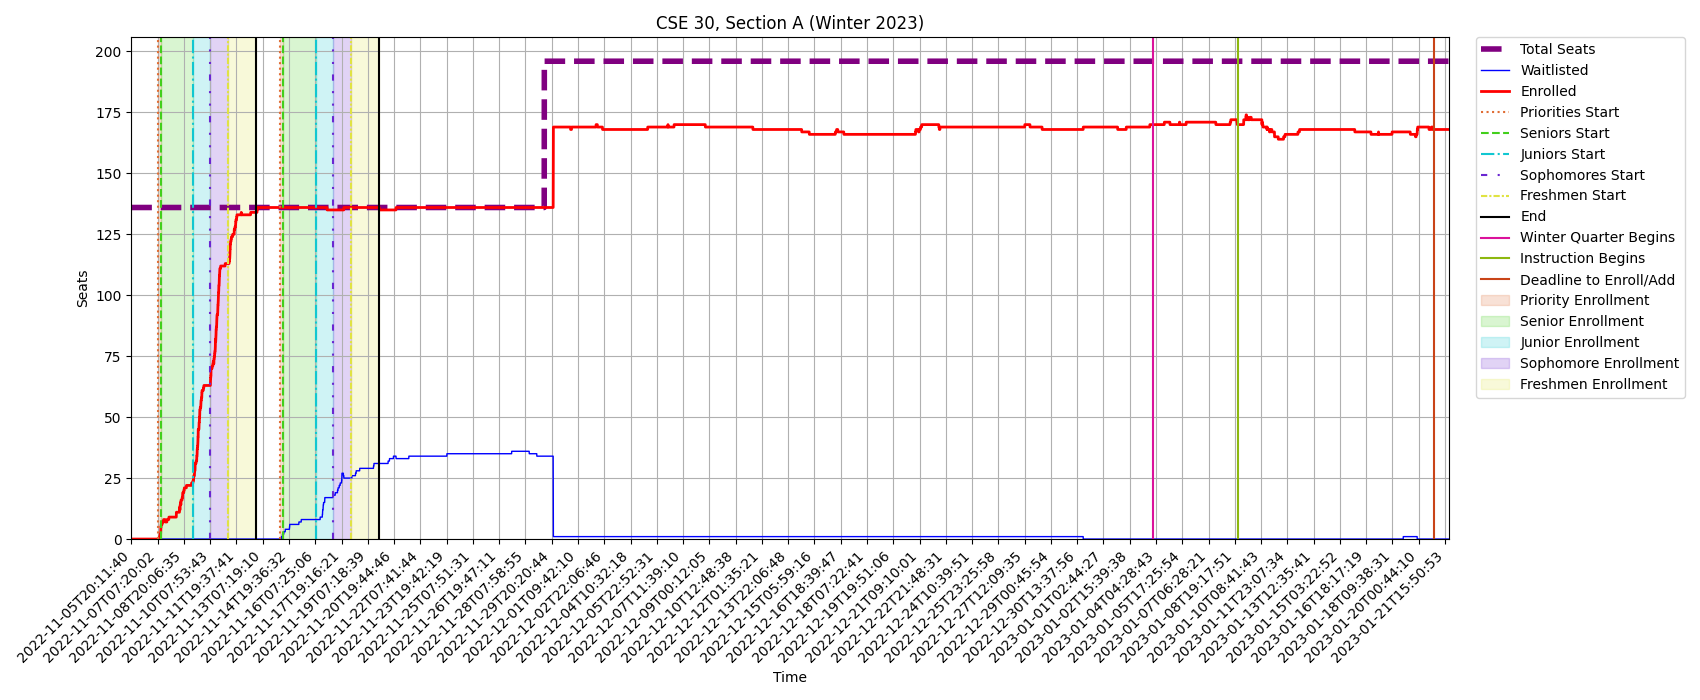 CSE 30, Section A (Winter 2023)
Seats
200
175
150
125
100
75
50
25
0
2022-11-05T20:11:40
2022-11-07T07:20:02
2022-11-08T20:06:35
2022-11-10T07:53:43
2022-11-11T19:37:41
2022-11-13T07:19:10
2022-11-14T19:36:32
2022-11-16T07:25:06
2022-11-17T19:16:21
2022-11-19T07:18:39
2022-11-20T19:44:46
2022-11-22T07:41:44
2022-11-23T19:42:19
2022-11-25T07:51:37
2022-11-26T19:47:11
2022-11-28T07:58:55
2022-11-29T20:20:44
2022-12-01T09:42:10
2022-12-02T22:06:46
2022-12-04T10:32:18
2022-12-05T22:52:31
2022-12-07T11:39:10
2022-12-09T00:12:05
2022-12-10T12:48:38
2022-12-12T01:35:21
2022-12-13T22:06:48
2022-12-15T05:59:16
2022-12-16T18:39:47
2022-12-18T07:22:41
2022-12-19T19:51:06
2022-12-21T09:10:01
2022-12-22T21:48:31
2022-12-24T10:39:51
2022-12-25T23:25:58
2022-12-27T12:09:35
2022-12-29T00:45:54
2022-12-30T13:37:56
2023-01-01T02:44:27
2023-01-02T15:39:38
2023-01-04T04:28:43
2023-01-05T17:25:54
2023-01-07T06:28:21
2023-01-08T19:17:51
2023-01-10T08:41:43
2023-01-11T23:07:34
2023-01-13T12:35:41
2023-01-15T03:22:52
2023-01-16T18:17:19
2023-01-18T09:38:31
2023-01-20T00:44:10
2023-01-21T15:50:53
Time
Total Seats
Waitlisted
Enrolled
Priorities Start
Seniors Start
Juniors Start
Sophomores Start
Freshmen Start
End
Winter Quarter Begins
Instruction Begins
Deadline to Enroll/Add
Priority Enrollment
Senior Enrollment
Junior Enrollment
Sophomore Enrollment
Freshmen Enrollment